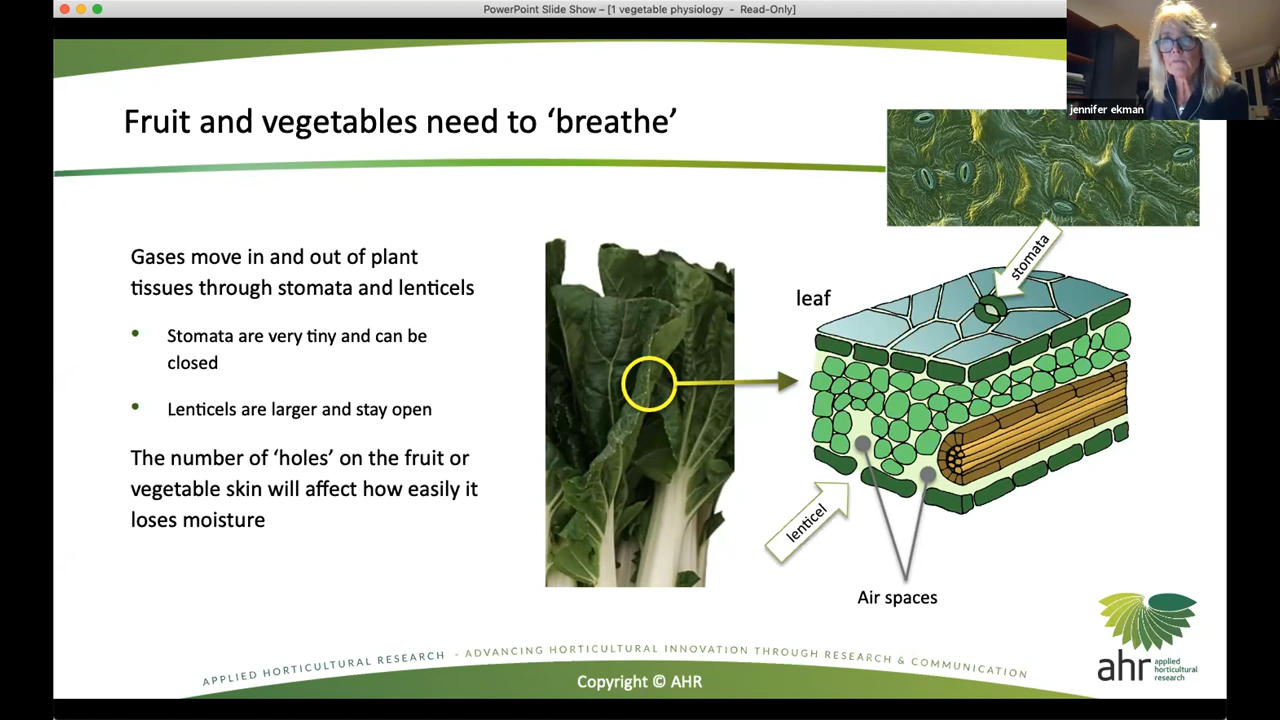 PowerPoint Slide Show – [1 vegetable physiology - Read-Only]
jennifer ekman
Fruit and vegetables need to ‘breathe’
Gases move in and out of plant
tissues through stomata and lenticels
• Stomata are very tiny and can be
closed
• Lenticels are larger and stay open
The number of ‘holes’ on the fruit or
vegetable skin will affect how easily it
loses moisture
stomata
leaf
lenticel
Air spaces
APPLIED HORTICULTURAL RESEARCH - ADVANCING HORTICULTURAL INNOVATION THROUGH RESEARCH & COMMUNICATION
Copyright © AHR
ahr applied
horticultural
research